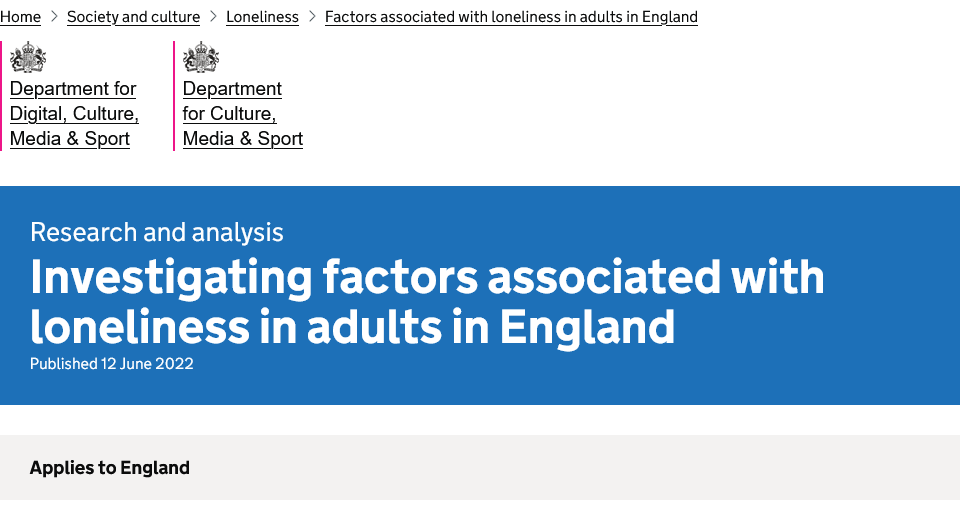 Home > Society and culture > Loneliness > Factors associated with loneliness in adults in England
Department for
Digital, Culture,
Media & Sport
Department
for Culture,
Media & Sport
Research and analysis
Investigating factors associated with
loneliness in adults in England
Published 12 June 2022
Applies to England